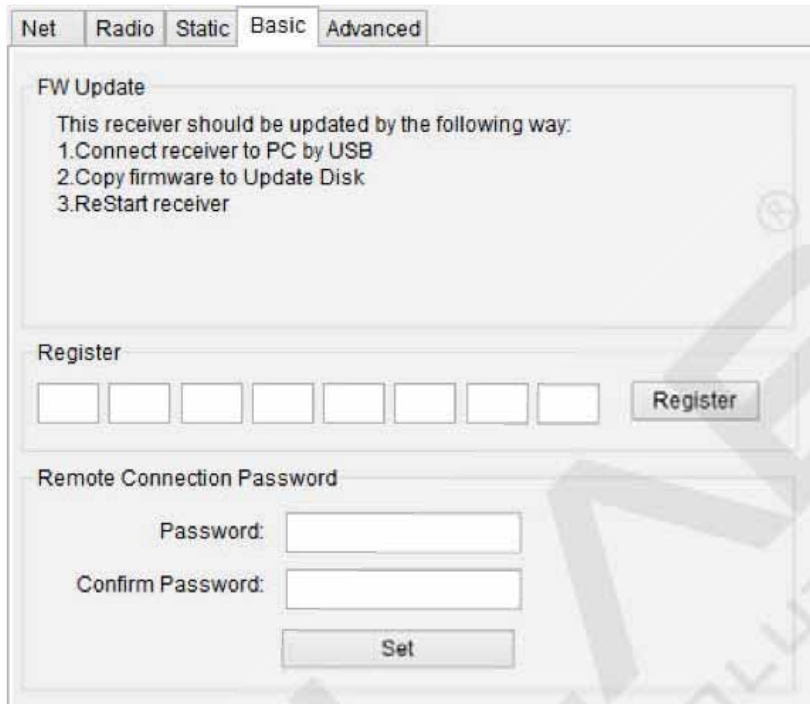 Net Radio Static Basic Advanced
FW Update
This receiver should be updated by the following way:
1.Connect receiver to PC by USB
2.Copy firmware to Update Disk
3.ReStart receiver
®
Register
Register
Remote Connection Password
Password:
Confirm Password:
Set